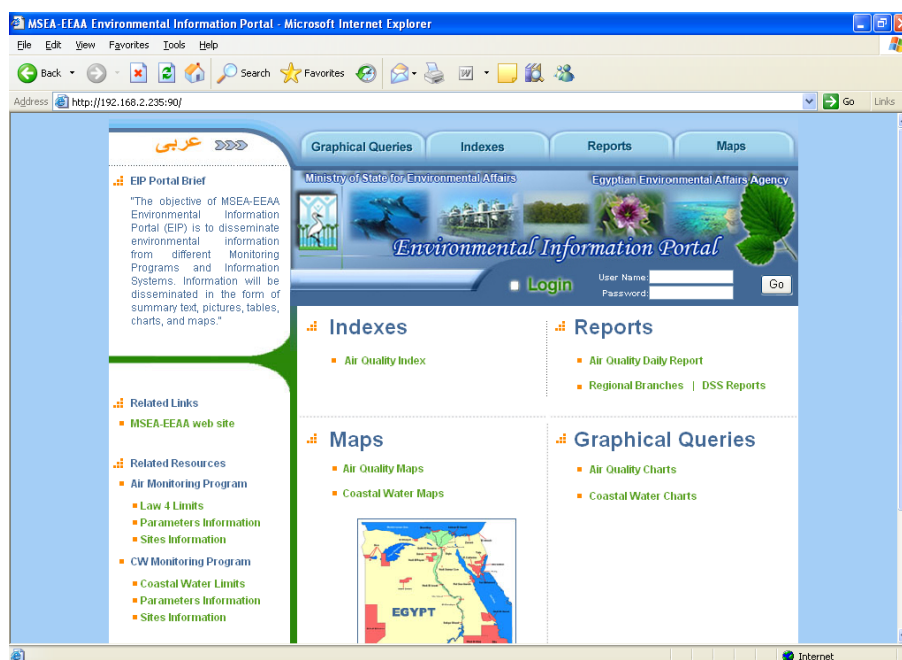 MSEA-EEAA Environmental Information Portal - Microsoft Internet Explorer
File Edit View Favorites Tools Help
Back Search Favorites
Address http://192.168.2.235:90/ Go Links
عربى
Graphical Queries Indexes Reports Maps
Ministry of State for Environmental Affairs Egyptian Environmental Affairs Agency
Environmental Information Portal
Login User Name: Password: Go
EIP Portal Brief
"The objective of MSEA-EEAA
Environmental Information
Portal (EIP) is to disseminate
environmental information
from different Monitoring
Programs and Information
Systems. Information will be
disseminated in the form of
summary text, pictures, tables,
charts, and maps."
Related Links
MSEA-EEAA web site
Related Resources
Air Monitoring Program
Law 4 Limits
Parameters Information
Sites Information
CW Monitoring Program
Coastal Water Limits
Parameters Information
Sites Information
Indexes
Air Quality Index
Reports
Air Quality Daily Report
Regional Branches | DSS Reports
Maps
Air Quality Maps
Coastal Water Maps
EGYPT
Graphical Queries
Air Quality Charts
Coastal Water Charts
Internet